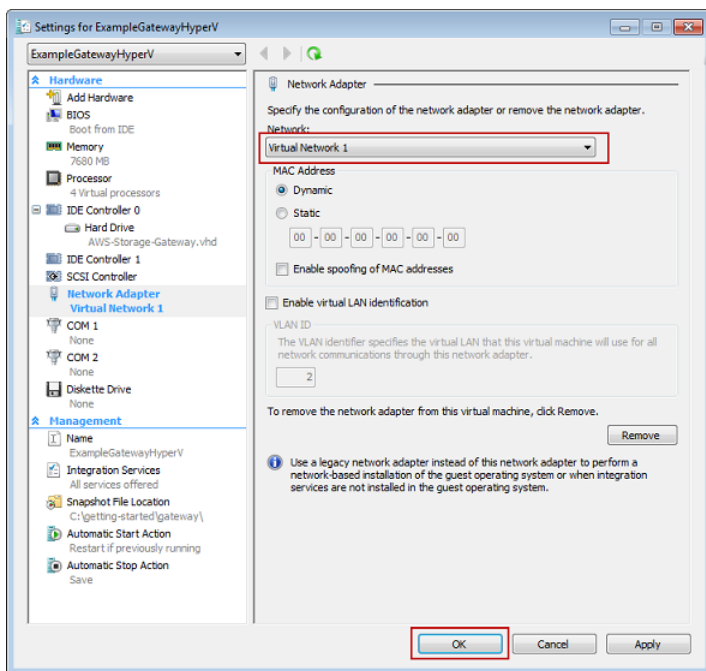 Settings for ExampleGatewayHyperV
ExampleGatewayHyperV
Hardware
Add Hardware
BIOS
Boot from IDE
Memory
7680 MB
Processor
4 Virtual processors
IDE Controller 0
Hard Drive
AWS-Storage-Gateway.vhd
IDE Controller 1
SCSI Controller
Network Adapter
Virtual Network 1
COM 1
None
COM 2
None
Diskette Drive
None
Management
Name
ExampleGatewayHyperV
Integration Services
All services offered
Snapshot File Location
C:\getting-started\gateway\
Automatic Start Action
Restart if previously running
Automatic Stop Action
Save
Network Adapter
Specify the configuration of the network adapter or remove the network adapter.
Network:
Virtual Network 1
MAC Address
Dynamic
Static
00 - 00 - 00 - 00 - 00 - 00
Enable spoofing of MAC addresses
Enable virtual LAN identification
VLAN ID
The VLAN identifier specifies the virtual LAN that this virtual machine will use for all
network communications through this network adapter.
2
To remove the network adapter from this virtual machine, click Remove.
Remove
Use a legacy network adapter instead of this network adapter to perform a
network-based installation of the guest operating system or when integration
services are not installed in the guest operating system.
OK
Cancel
Apply